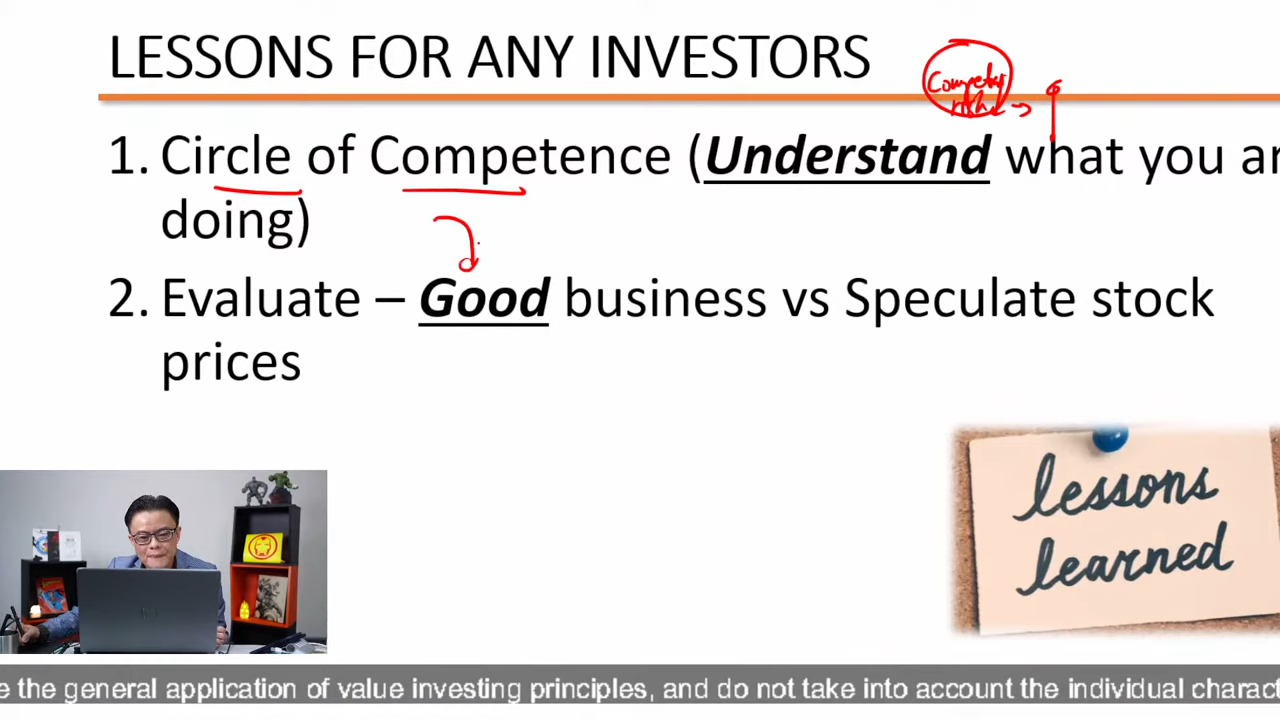 LESSONS FOR ANY INVESTORS
1. Circle of Competence (Understand what you ar
doing)
2. Evaluate – Good business vs Speculate stock
prices
lessons
learned
e the general application of value investing principles, and do not take into account the individual charact